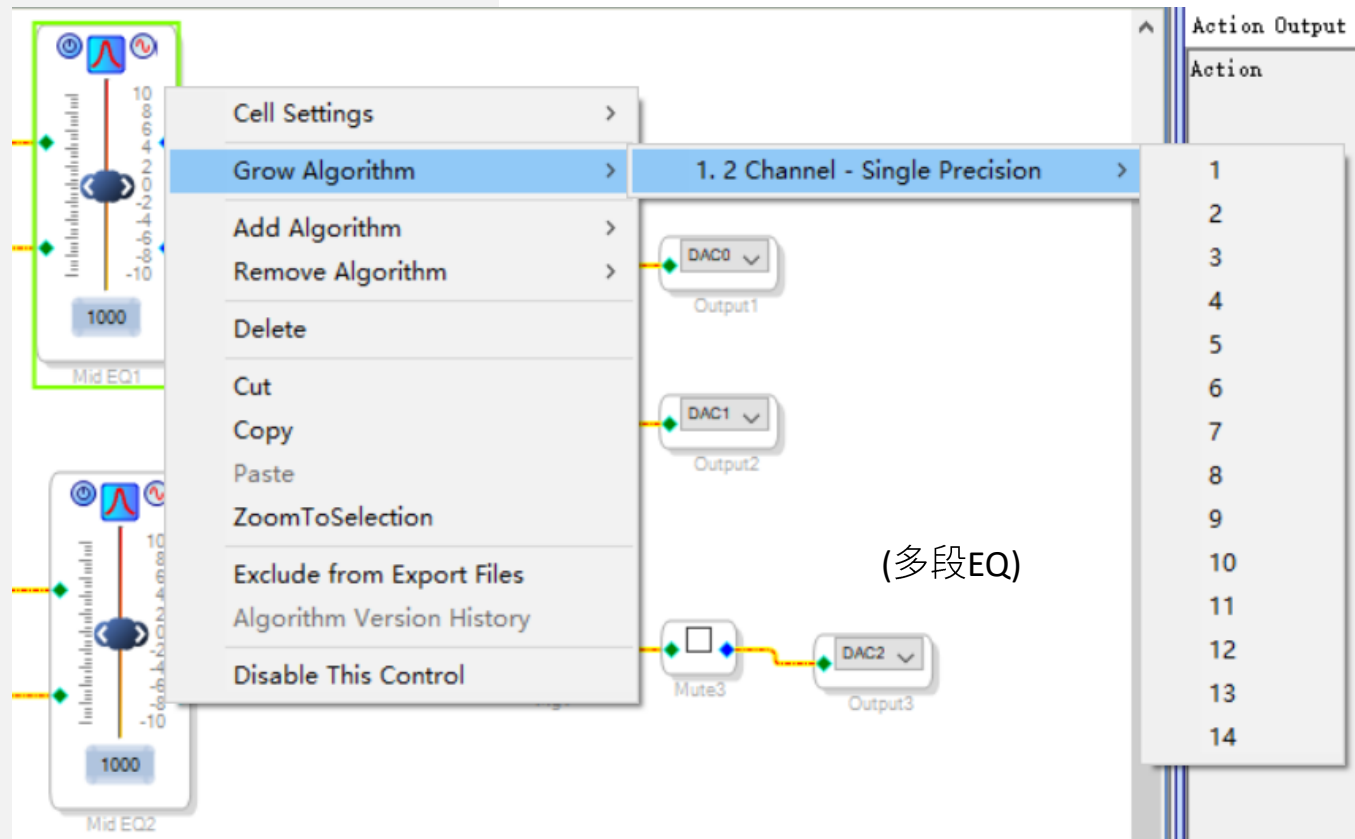 Action Output
Action
10
8
6
4
2
0
-2
-4
-6
-8
-10
1000
Mid EQ1
Cell Settings
Grow Algorithm
1. 2 Channel - Single Precision
Add Algorithm
Remove Algorithm
Delete
Cut
Copy
Paste
ZoomToSelection
Exclude from Export Files
Algorithm Version History
Disable This Control
1
2
3
4
5
6
7
8
9
10
11
12
13
14
DAC0
Output1
DAC1
Output2
(多段EQ)
Mute3
DAC2
Output3
10
8
6
4
2
0
-2
-4
-6
-8
-10
1000
Mid EQ2